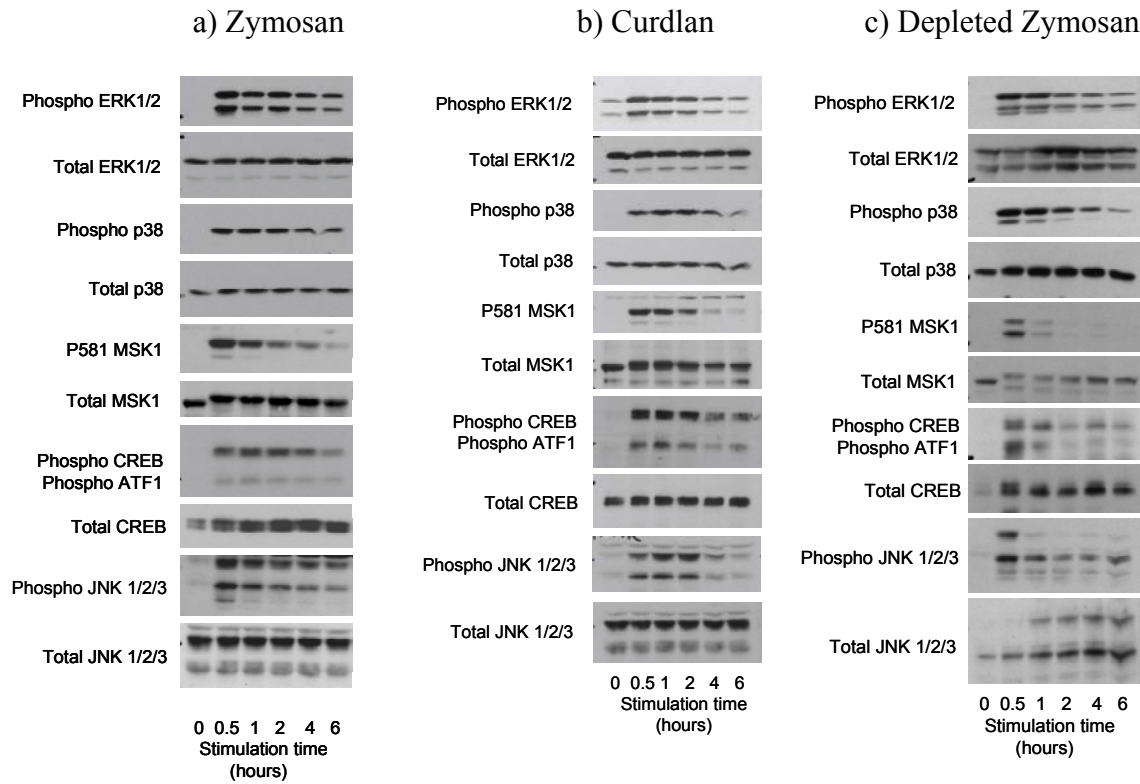 a) Zymosan
Phospho ERK1/2
Total ERK1/2
Phospho p38
Total p38
P581 MSK1
Total MSK1
Phospho CREB
Phospho ATF1
Total CREB
Phospho JNK 1/2/3
Total JNK 1/2/3
0 0.5 1 2 4 6
Stimulation time
(hours)
b) Curdlan
Phospho ERK1/2
Total ERK1/2
Phospho p38
Total p38
P581 MSK1
Total MSK1
Phospho CREB
Phospho ATF1
Total CREB
Phospho JNK 1/2/3
Total JNK 1/2/3
0 0.5 1 2 4 6
Stimulation time
(hours)
c) Depleted Zymosan
Phospho ERK1/2
Total ERK1/2
Phospho p38
Total p38
P581 MSK1
Total MSK1
Phospho CREB
Phospho ATF1
Total CREB
Phospho JNK 1/2/3
Total JNK 1/2/3
0 0.5 1 2 4 6
Stimulation time
(hours)